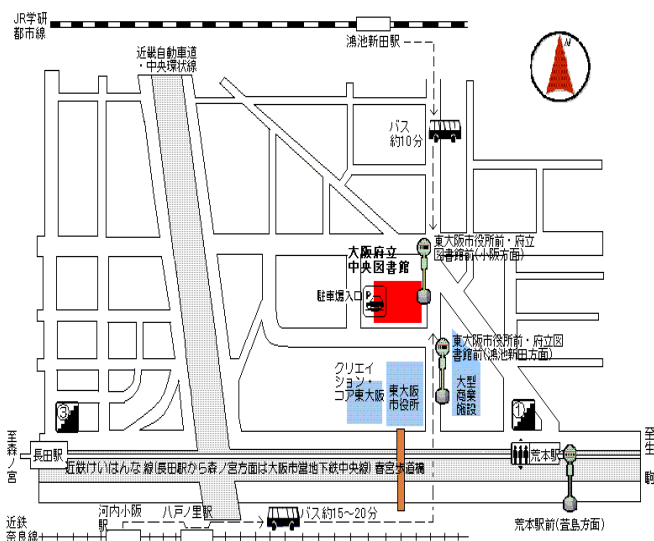 JR学研
都市線
鴻池新田駅
近畿自動車道
・中央環状線
N
バス
約10分
大阪府立
中央図書館
東大阪市役所前・府立
図書館前(小阪方面)
駐車場入口
P
東大阪市役所前・府立図
書館前(鴻池新田方面)
クリエイ
ション・
コア東大阪
東大阪
市役所
大型
商業
施設
③
①
至森ノ宮
長田駅
荒本駅
至生駒
近鉄けいはんな線(長田駅から森ノ宮方面は大阪市営地下鉄中央線)
春宮歩道橋
近鉄
奈良線
河内小阪
駅
八戸ノ里駅
バス約15~20分
荒本駅前(萱島方面)